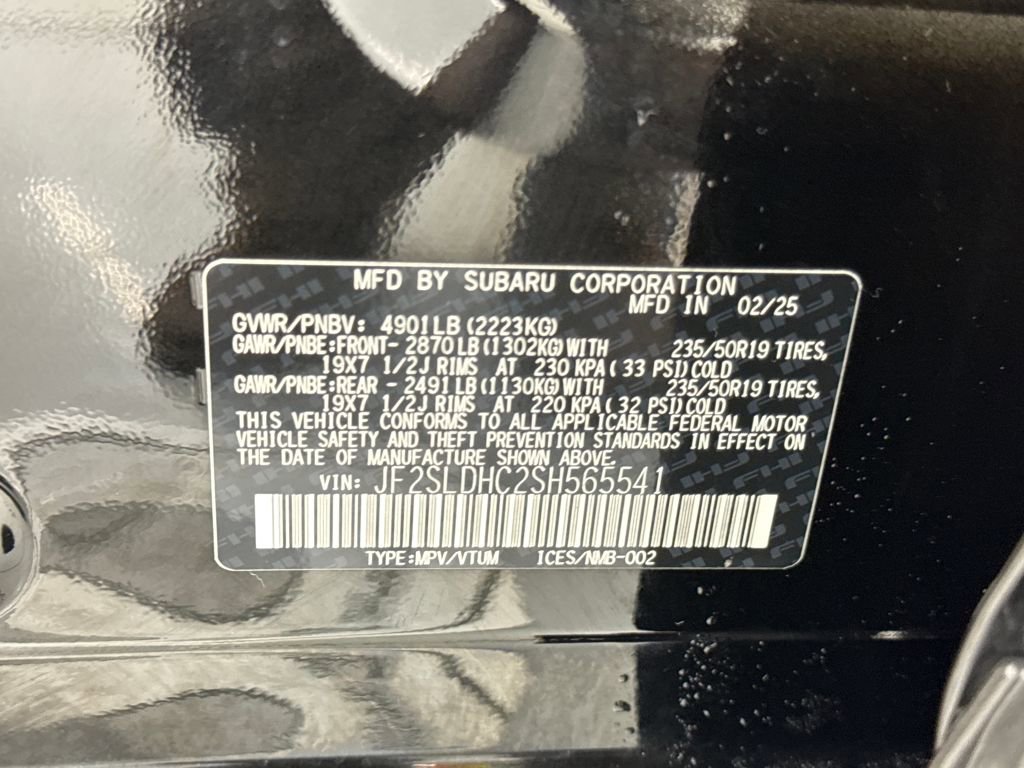 MFD BY SUBARU CORPORATION
MFD IN 02/25
GVWR/PNBV: 4901LB (2223KG)
GAWR/PNBE:FRONT- 2870LB(1302KG)WITH 235/50R19 TIRES,
19X7 1/2J RIMS AT 230 KPA( 33 PSI)COLD
GAWR/PNBE:REAR - 2491LB(1130KG)WITH 235/50R19 TIRES,
19X7 1/2J RIMS AT 220 KPA( 32 PSI)COLD
THIS VEHICLE CONFORMS TO ALL APPLICABLE FEDERAL MOTOR
VEHICLE SAFETY AND THEFT PREVENTION STANDARDS IN EFFECT ON
THE DATE OF MANUFACTURE SHOWN ABOVE.
VIN: JF2SLDHC2SH565541
TYPE:MPV/VTUM ICES/NMB-002